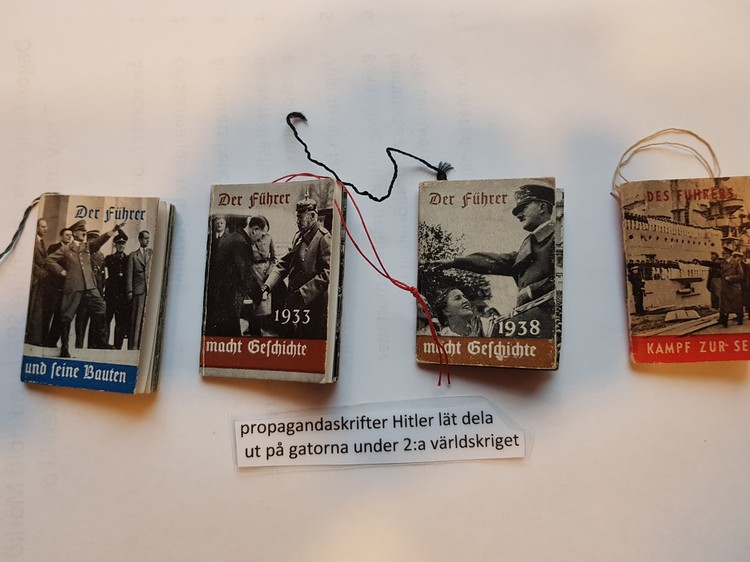 Der Führer
und seine Bauten
Der Führer
1933
macht Geschichte
Der Führer
1938
macht Geschichte
DES FÜHRERS
KAMPF ZUR SE
propagandaskrifter Hitler lät dela
ut på gatorna under 2:a världskriget